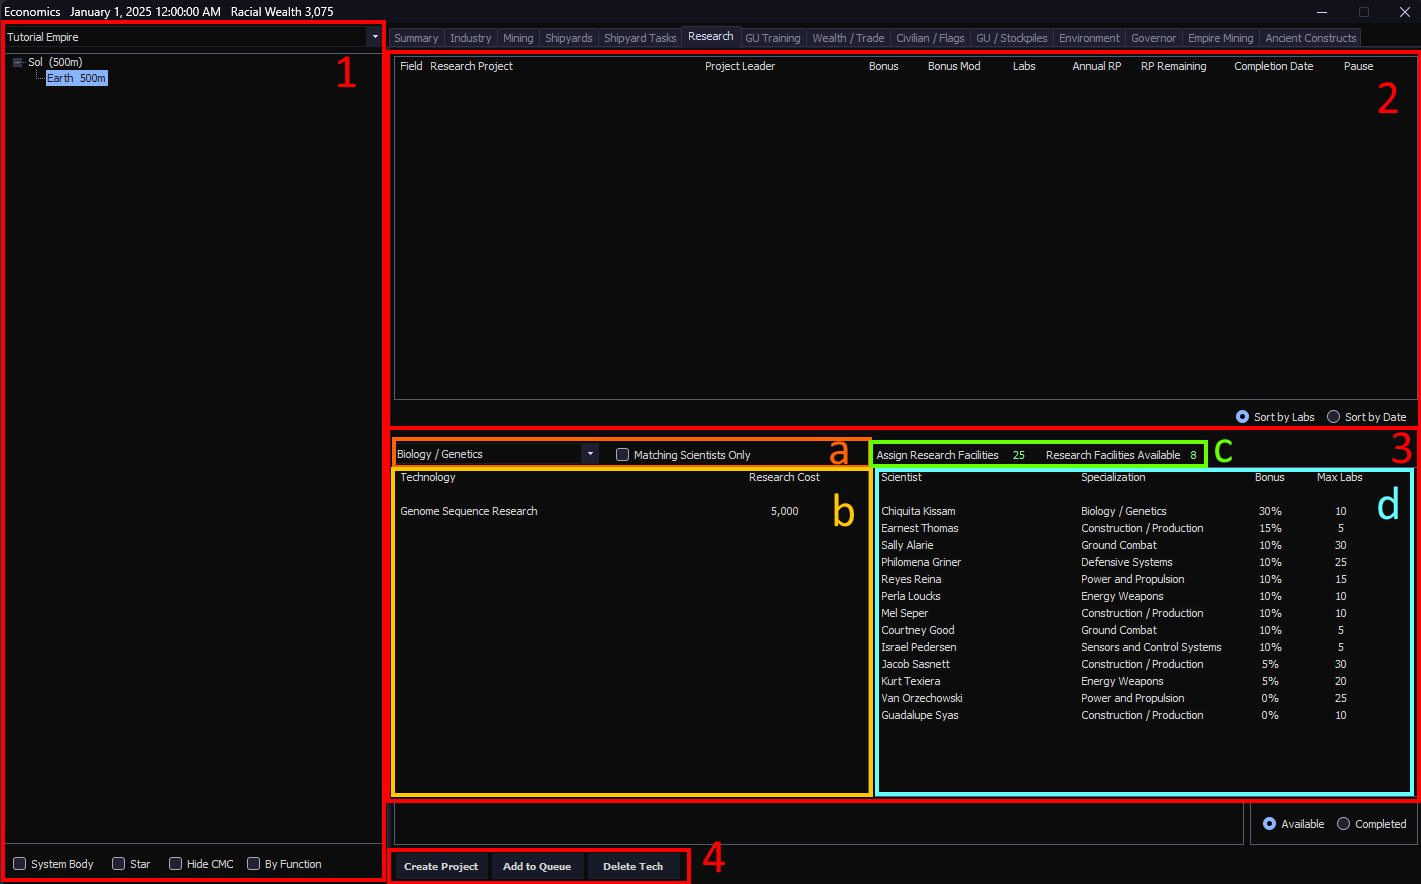 Economics January 1, 2025 12:00:00 AM Racial Wealth 3,075
Tutorial Empire
Sol (500m)
Earth 500m
1
System Body Star Hide CMC By Function
Summary Industry Mining Shipyards Shipyard Tasks Research GU Training Wealth / Trade Civilian / Flags GU / Stockpiles Environment Governor Empire Mining Ancient Constructs
Field Research Project Project Leader Bonus Bonus Mod Labs Annual RP RP Remaining Completion Date Pause
2
Sort by Labs Sort by Date
3
Biology / Genetics Matching Scientists Only a
Technology Research Cost
b
Genome Sequence Research 5,000
Assign Research Facilities 25 Research Facilities Available 8 c
Scientist Specialization Bonus Max Labs
d
Chiquita Kissam Biology / Genetics 30% 10
Earnest Thomas Construction / Production 15% 5
Sally Alarie Ground Combat 10% 30
Philomena Griner Defensive Systems 10% 25
Reyes Reina Power and Propulsion 10% 15
Perla Loucks Energy Weapons 10% 10
Mel Seper Construction / Production 10% 10
Courtney Good Ground Combat 10% 5
Israel Pedersen Sensors and Control Systems 10% 5
Jacob Sasnett Construction / Production 5% 30
Kurt Texiera Energy Weapons 5% 20
Van Orzechowski Power and Propulsion 0% 25
Guadalupe Syas Construction / Production 0% 10
Available Completed
Create Project Add to Queue Delete Tech 4